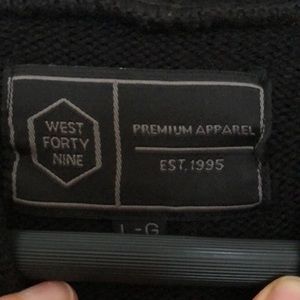 WEST
FORTY
NINE
PREMIUM APPAREL
EST. 1995
L-G